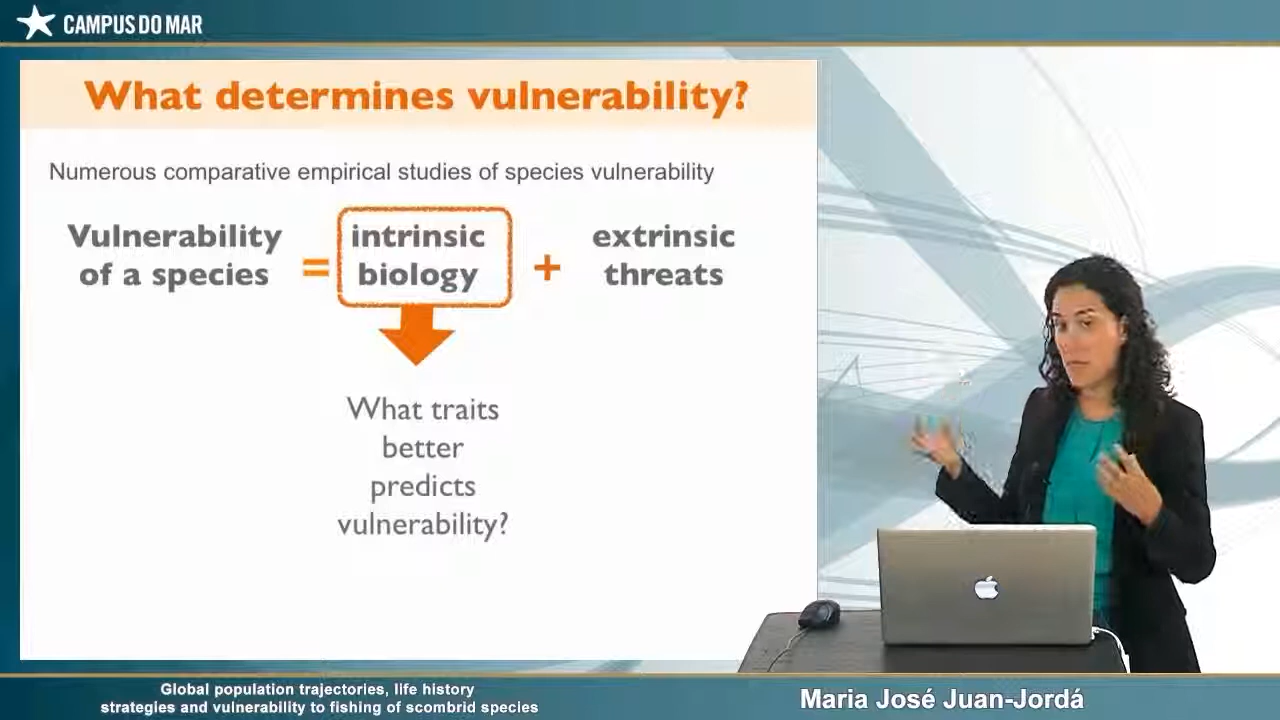 CAMPUS DO MAR
What determines vulnerability?
Numerous comparative empirical studies of species vulnerability
Vulnerability
of a species
=
intrinsic
biology
+
extrinsic
threats
What traits
better
predicts
vulnerability?
Global population trajectories, life history
strategies and vulnerability to fishing of scombrid species
Maria José Juan-Jordá